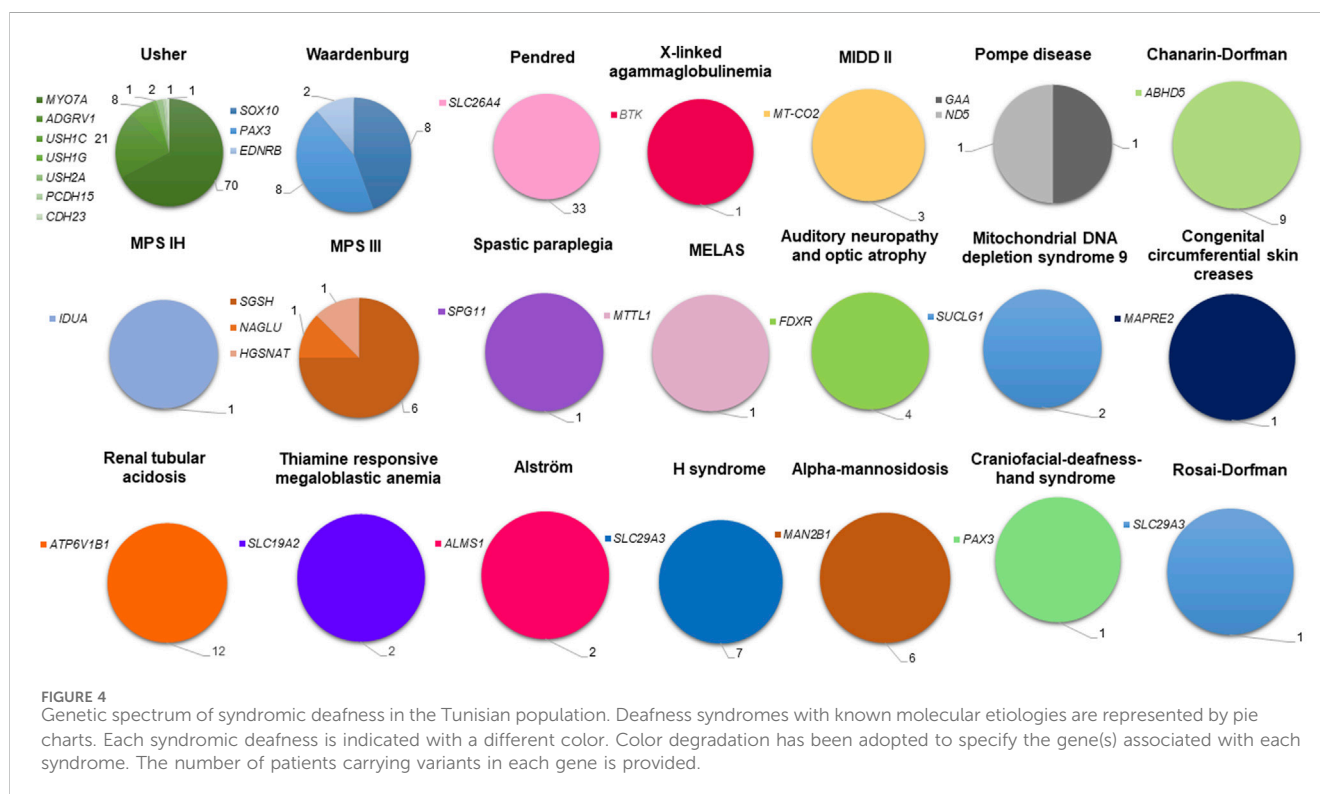 Usher
MYO7A
ADGRV1
USH1C
USH1G
USH2A
PCDH15
CDH23
1
2
1
1
8
21
70
Waardenburg
SOX10
PAX3
EDNRB
2
8
8
Pendred
SLC26A4
33
X-linked
agammaglobulinemia
BTK
1
MIDD II
MT-CO2
3
Pompe disease
GAA
ND5
1
1
Chanarin-Dorfman
ABHD5
9
MPS IH
IDUA
1
MPS III
SGSH
NAGLU
HGSNAT
1
1
6
Spastic paraplegia
SPG11
1
MELAS
MTTL1
1
Auditory neuropathy
and optic atrophy
FDXR
4
Mitochondrial DNA
depletion syndrome 9
SUCLG1
2
Congenital
circumferential skin
creases
MAPRE2
1
Renal tubular
acidosis
ATP6V1B1
12
Thiamine responsive
megaloblastic anemia
SLC19A2
2
Alström
ALMS1
2
H syndrome
SLC29A3
7
Alpha-mannosidosis
MAN2B1
6
Craniofacial-deafness-
hand syndrome
PAX3
1
Rosai-Dorfman
SLC29A3
1
FIGURE 4
Genetic spectrum of syndromic deafness in the Tunisian population. Deafness syndromes with known molecular etiologies are represented by pie
charts. Each syndromic deafness is indicated with a different color. Color degradation has been adopted to specify the gene(s) associated with each
syndrome. The number of patients carrying variants in each gene is provided.